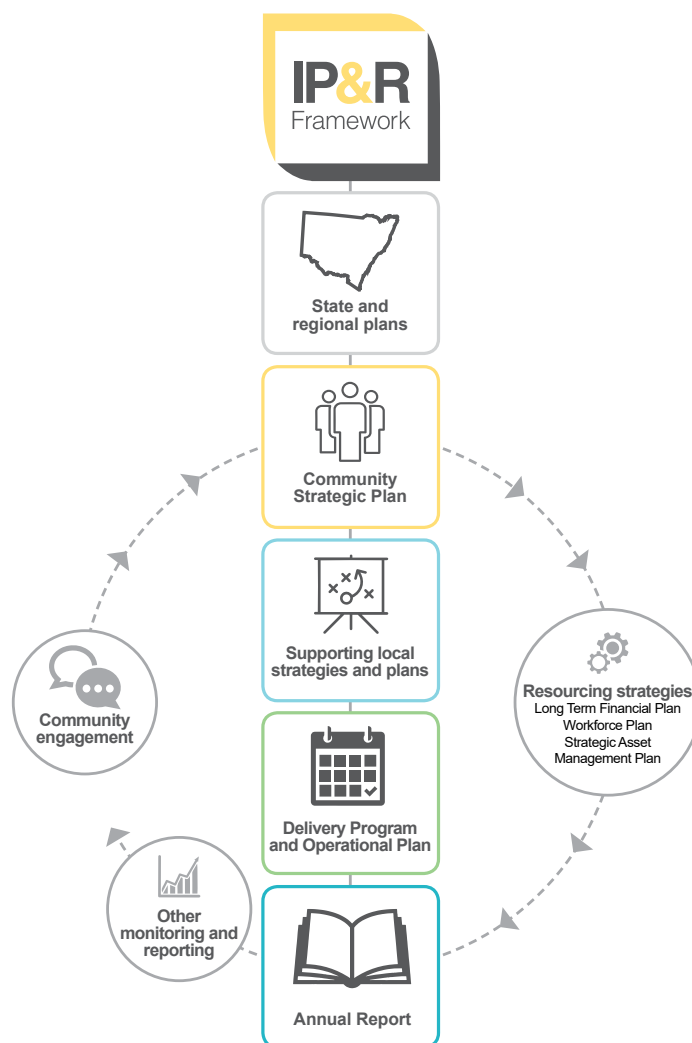 IP&R
Framework
State and
regional plans
Community
Strategic Plan
Supporting local
strategies and plans
Resourcing strategies
Long Term Financial Plan
Workforce Plan
Strategic Asset
Management Plan
Community
engagement
Delivery Program
and Operational Plan
Other
monitoring and
reporting
Annual Report